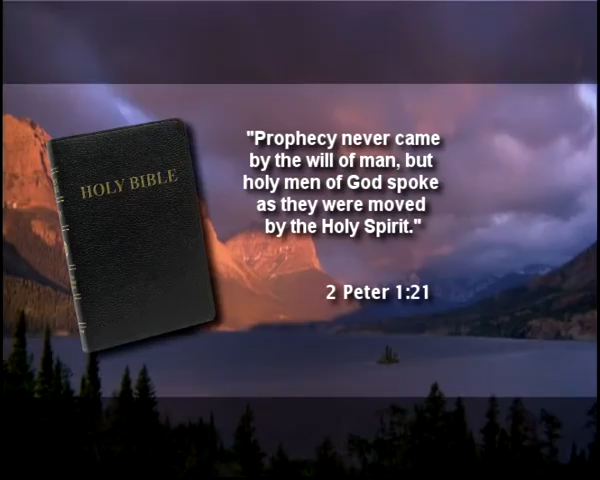 HOLY BIBLE
"Prophecy never came
by the will of man, but
holy men of God spoke
as they were moved
by the Holy Spirit."
2 Peter 1:21